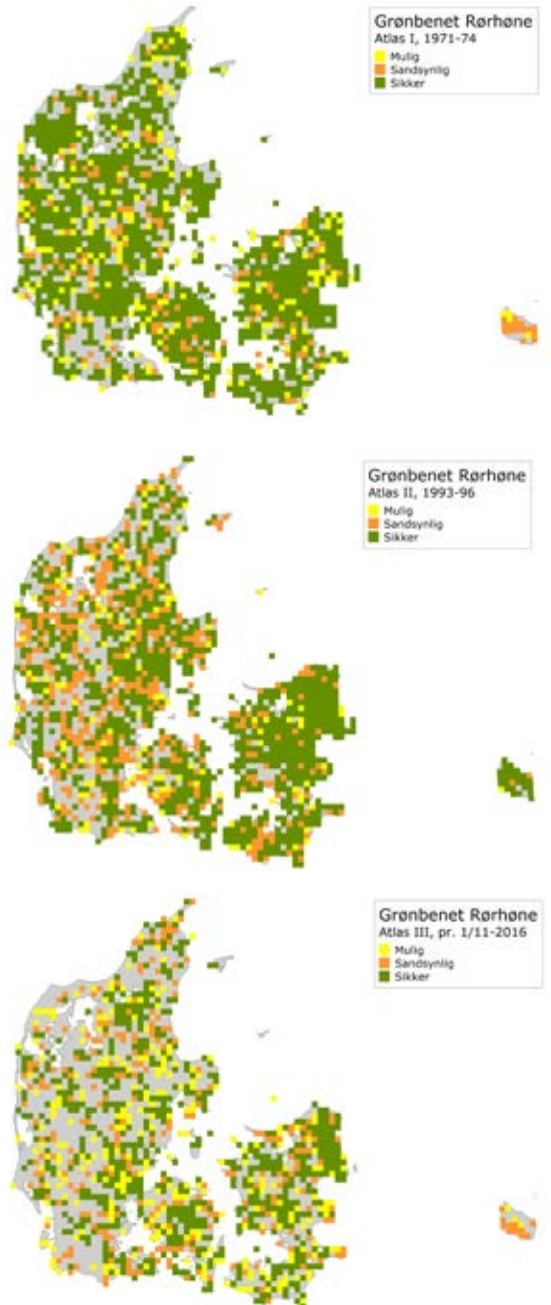 Grønbenet Rørhøne
Atlas I, 1971-74
Mulig
Sandsynlig
Sikker
Grønbenet Rørhøne
Atlas II, 1993-96
Mulig
Sandsynlig
Sikker
Grønbenet Rørhøne
Atlas III, pr. 1/11-2016
Mulig
Sandsynlig
Sikker